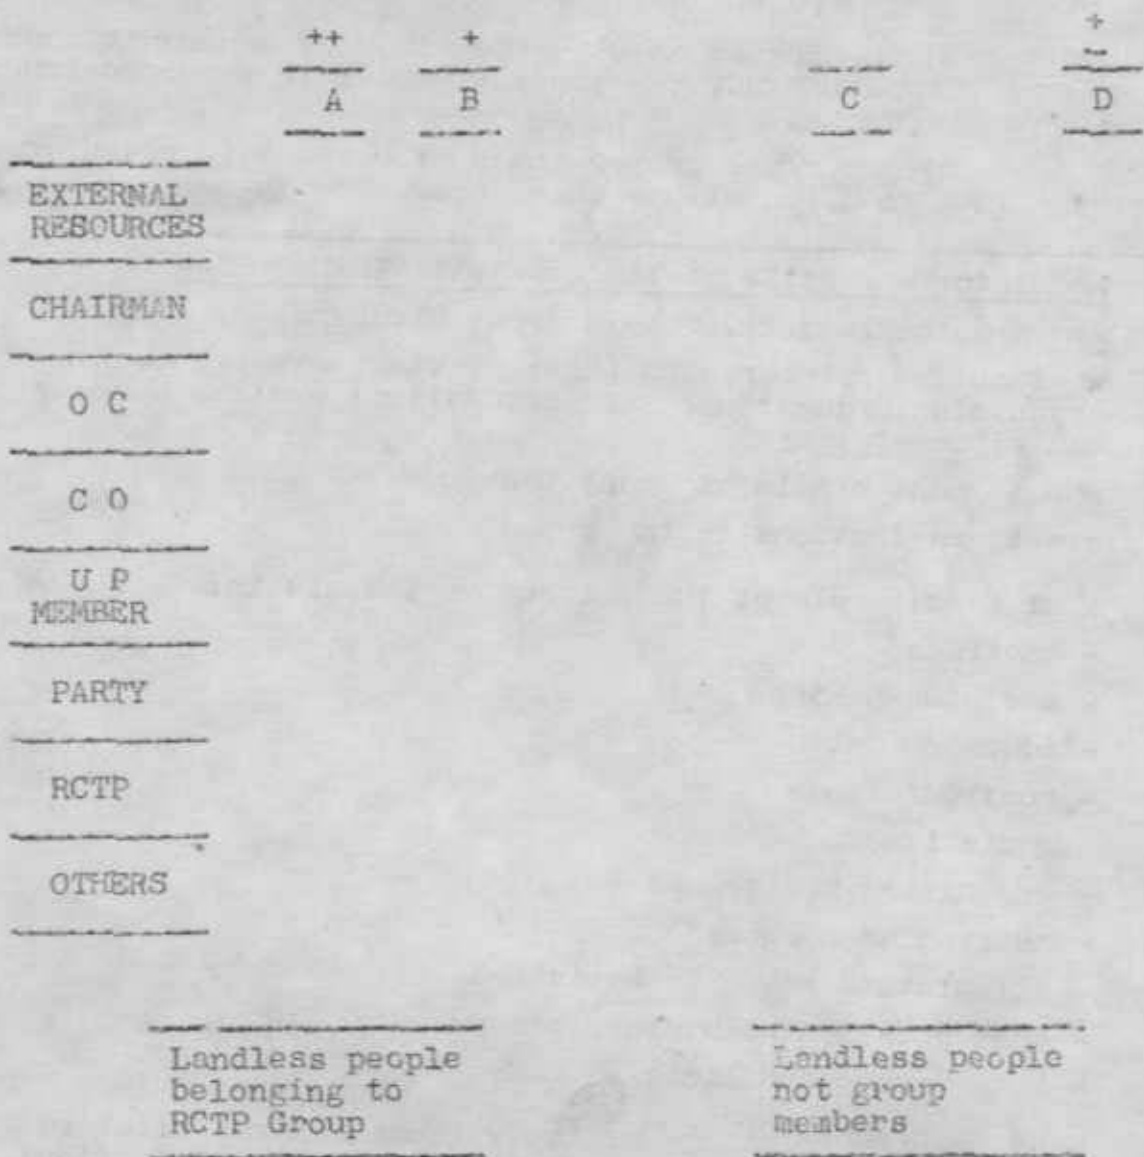 ++ + +
-
A B C D
EXTERNAL
RESOURCES
CHAIRMAN
O C
C O
U P
MEMBER
PARTY
RCTP
OTHERS
Landless people
belonging to
RCTP Group
Landless people
not group
members